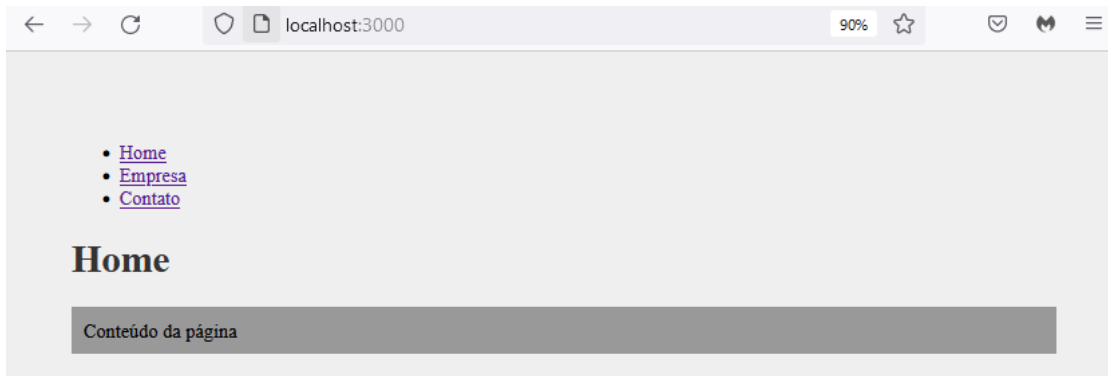 localhost:3000
90%
Home
Empresa
Contato
Home
Conteúdo da página